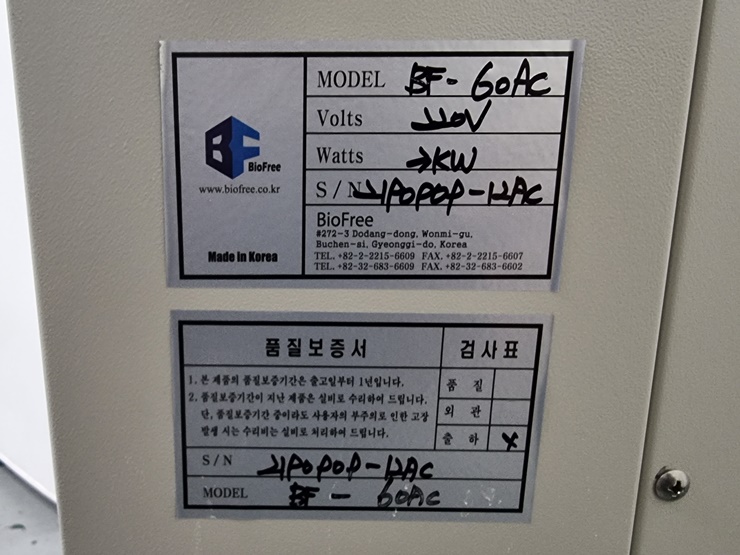 MODEL BF-60AC
Volts 220V
BF BioFree
Watts 2KW
www.biofree.co.kr
S/N
BioFree
#272-3 Dodang-dong, Wonmi-gu,
Buchen-si, Gyeonggi-do, Korea
Made in Korea
TEL. +82-2-2215-6609 FAX. +82-2-2215-6607
TEL. +82-32-683-6609 FAX. +82-32-683-6602
품질보증서 검사표
1. 본 제품의 품질보증기간은 출고일부터 1년입니다.
2. 품질보증기간이 지난 제품은 실비로 수리하여 드립니다.
단, 품질보증기간 중이라도 사용자의 부주의로 인한 고장
발생 시는 수리비는 실비로 처리하여 드립니다.
품 질
외 관
출 하
S/N
MODEL BF-60AC